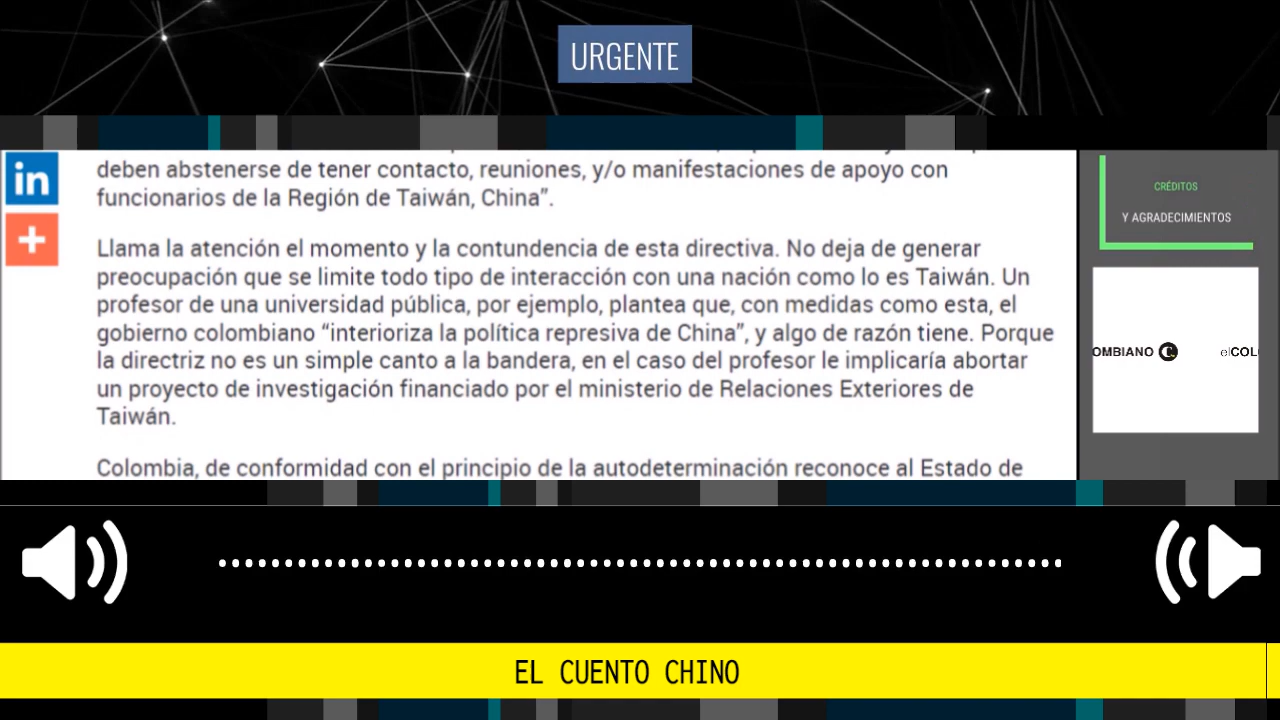 URGENTE
in
deben abstenerse de tener contacto, reuniones, y/o manifestaciones de apoyo con
funcionarios de la Región de Taiwán, China”.
Llama la atención el momento y la contundencia de esta directiva. No deja de generar
preocupación que se limite todo tipo de interacción con una nación como lo es Taiwán. Un
profesor de una universidad pública, por ejemplo, plantea que, con medidas como esta, el
gobierno colombiano “interioriza la política represiva de China”, y algo de razón tiene. Porque
la directriz no es un simple canto a la bandera, en el caso del profesor le implicaría abortar
un proyecto de investigación financiado por el ministerio de Relaciones Exteriores de
Taiwán.
Colombia, de conformidad con el principio de la autodeterminación reconoce al Estado de
CRÉDITOS
Y AGRADECIMIENTOS
OMBIANO C elCOL
EL CUENTO CHINO